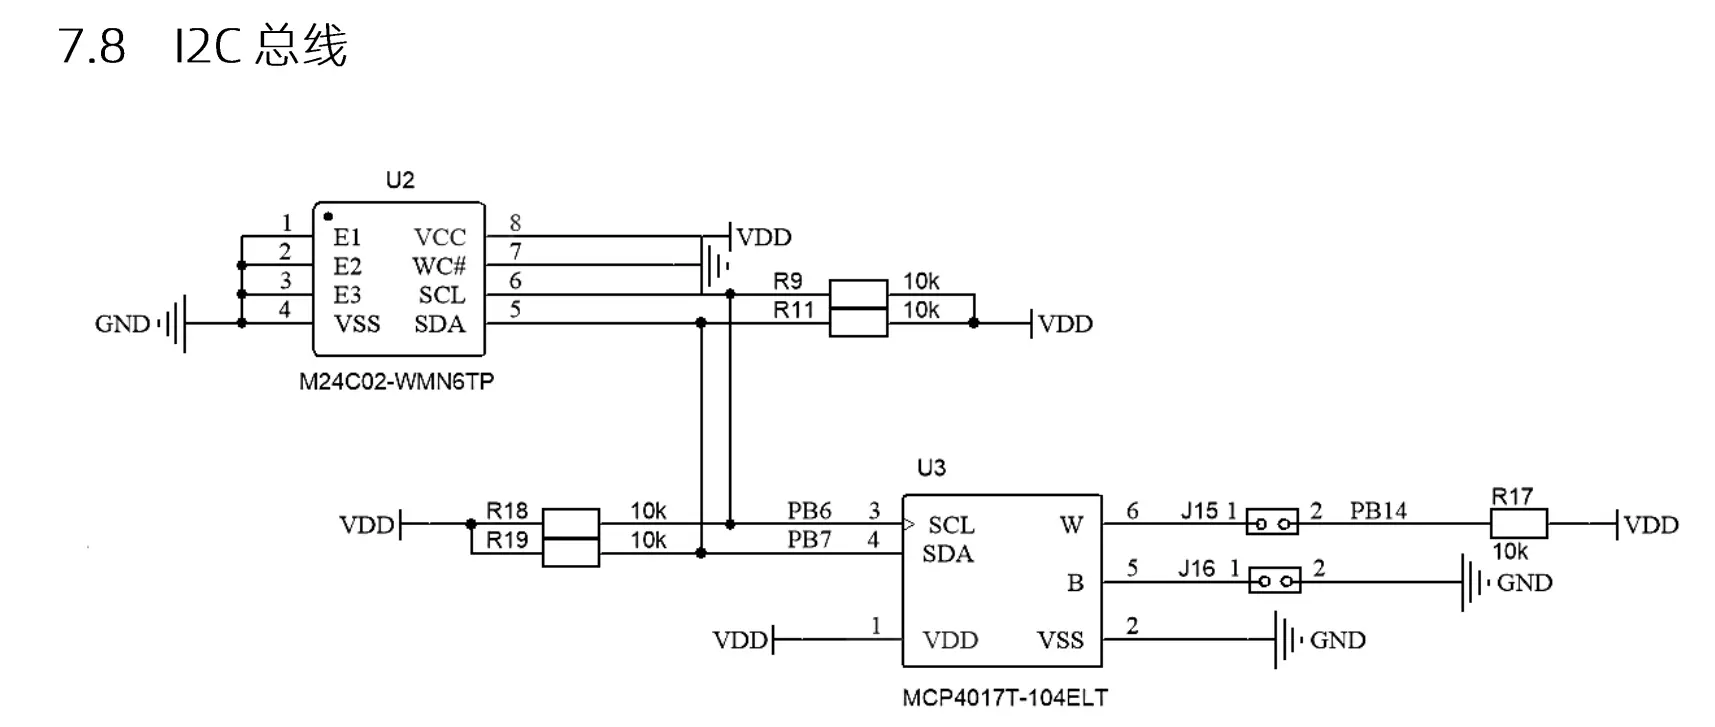 7.8 I2C 总线
U2
1 E1 VCC 8 VDD
2 E2 WC# 7
3 E3 SCL 6 R9 10k
GND 4 VSS SDA 5 R11 10k VDD
M24C02-WMN6TP
U3
VDD R18 10k PB6 3 SCL W 6 J15 1 2 PB14 R17 VDD
R19 10k PB7 4 SDA 10k
B 5 J16 1 2 GND
VDD 1 VDD VSS 2 GND
MCP4017T-104ELT